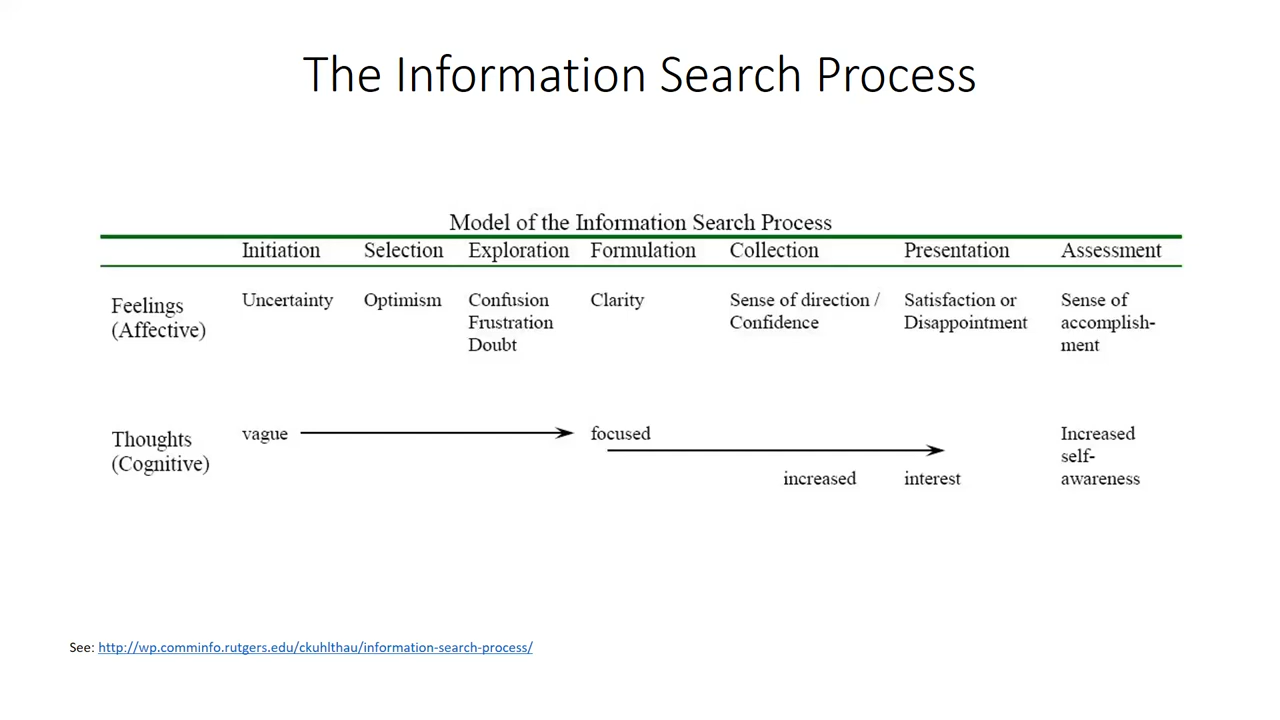 The Information Search Process
Model of the Information Search Process
Initiation Selection Exploration Formulation Collection Presentation Assessment
Feelings
(Affective)
Uncertainty
Optimism
Confusion
Frustration
Doubt
Clarity
Sense of direction /
Confidence
Satisfaction or
Disappointment
Sense of
accomplish-
ment
Thoughts
(Cognitive)
vague
focused
increased interest
Increased
self-
awareness
See: http://wp.comminfo.rutgers.edu/ckuhlthau/information-search-process/